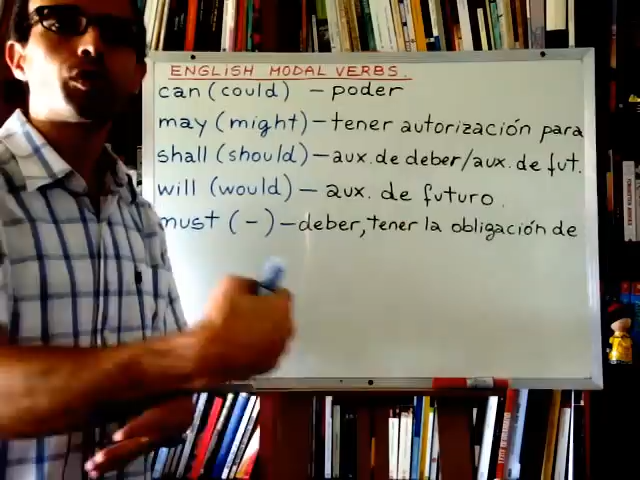 ENGLISH MODAL VERBS.
can (could) – poder
may (might) – tener autorización para
shall (should) – aux. de deber/aux. de fut.
will (would) – aux. de futuro.
must (-) – deber, tener la obligación de